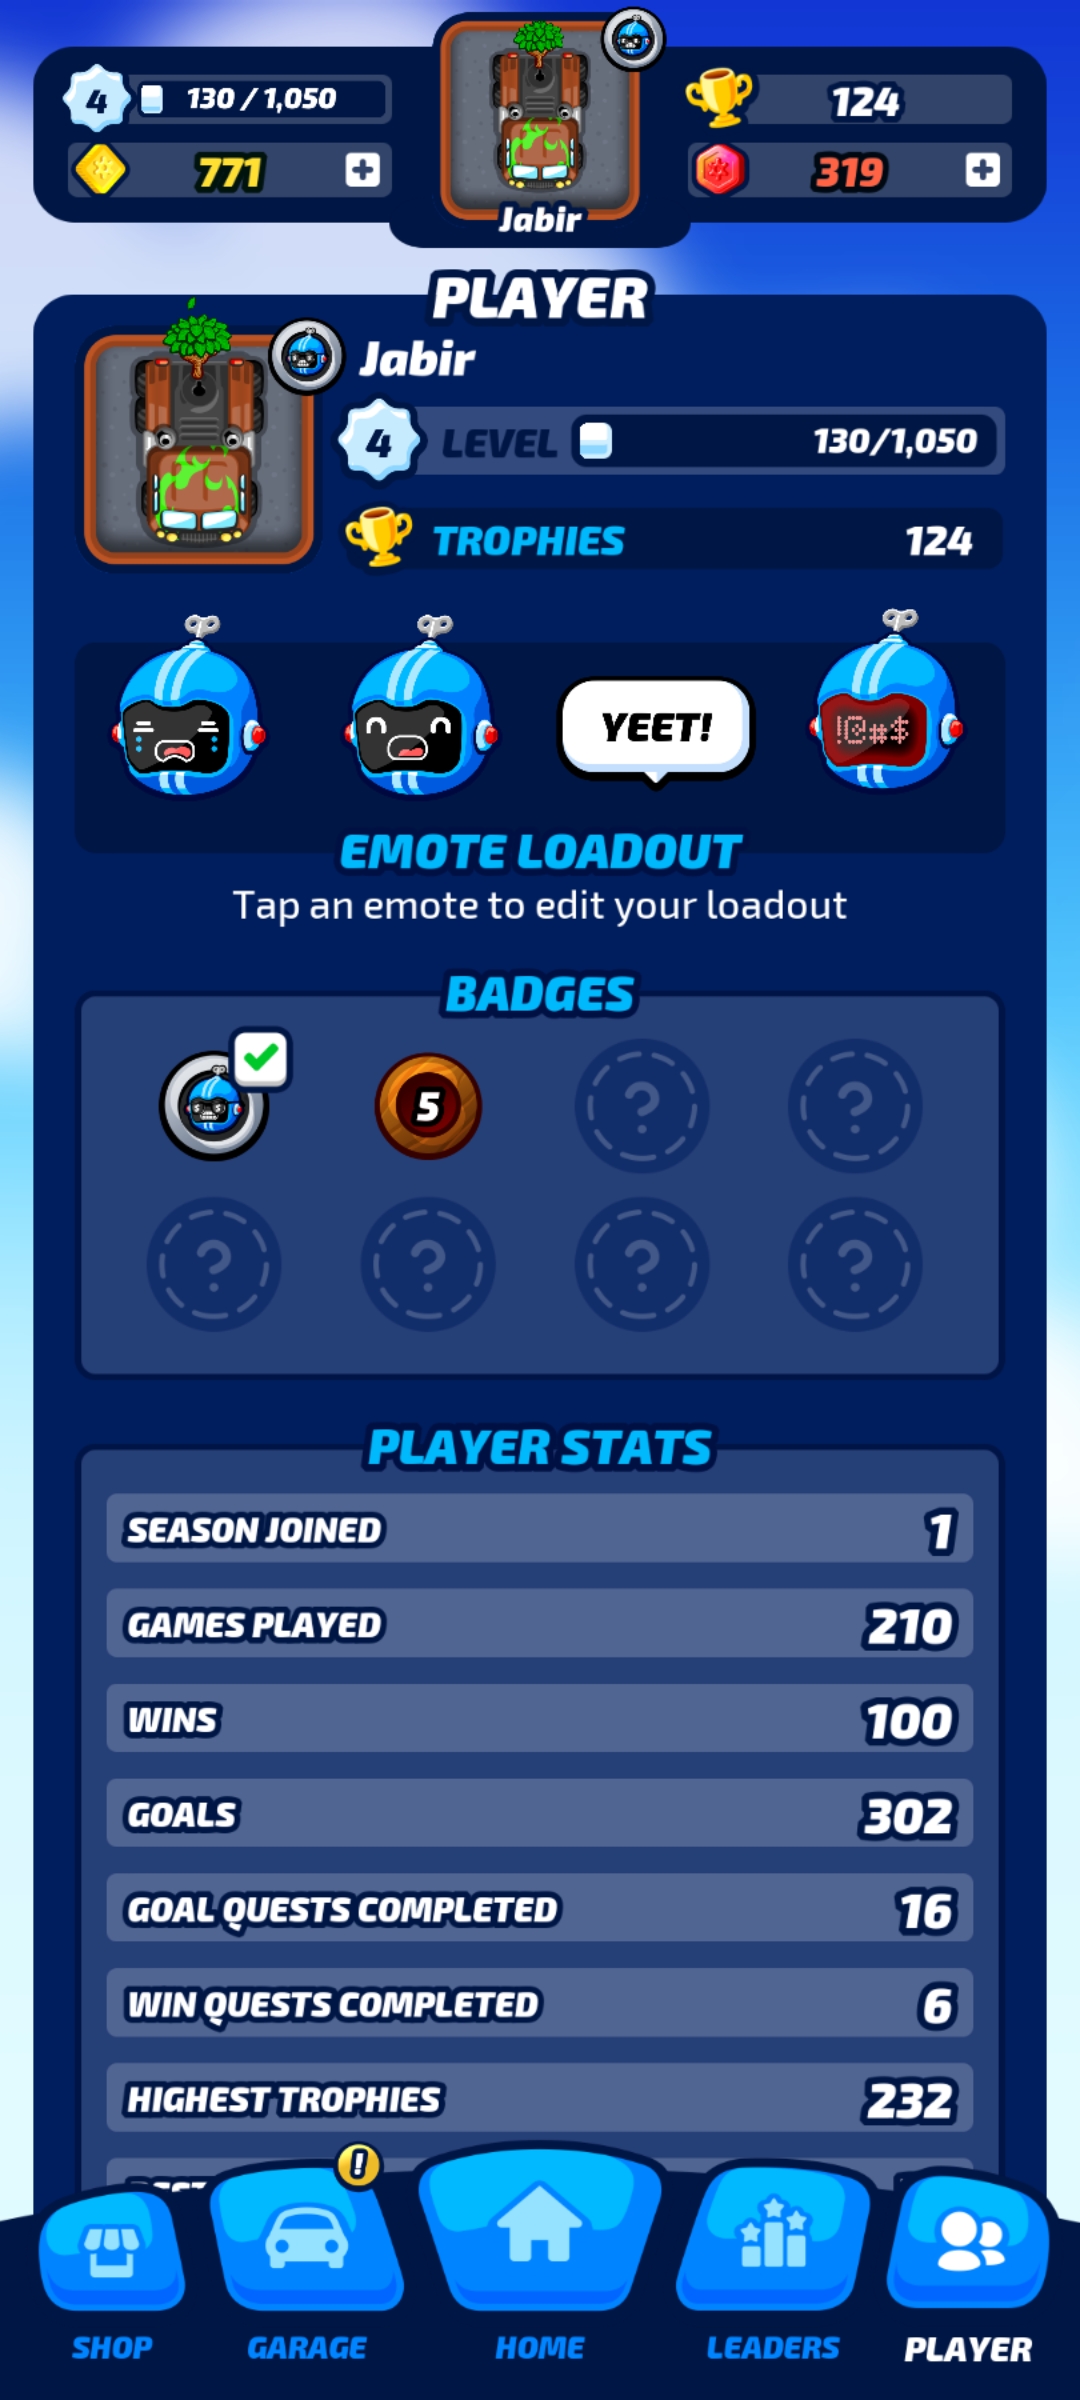 4
130 / 1,050
124
771
319
Jabir
PLAYER
Jabir
4 LEVEL 130/1,050
TROPHIES 124
YEET!
!@#$
EMOTE LOADOUT
Tap an emote to edit your loadout
BADGES
5
? ?
? ? ? ?
PLAYER STATS
SEASON JOINED 1
GAMES PLAYED 210
WINS 100
GOALS 302
GOAL QUESTS COMPLETED 16
WIN QUESTS COMPLETED 6
HIGHEST TROPHIES 232
!
SHOP GARAGE HOME LEADERS PLAYER